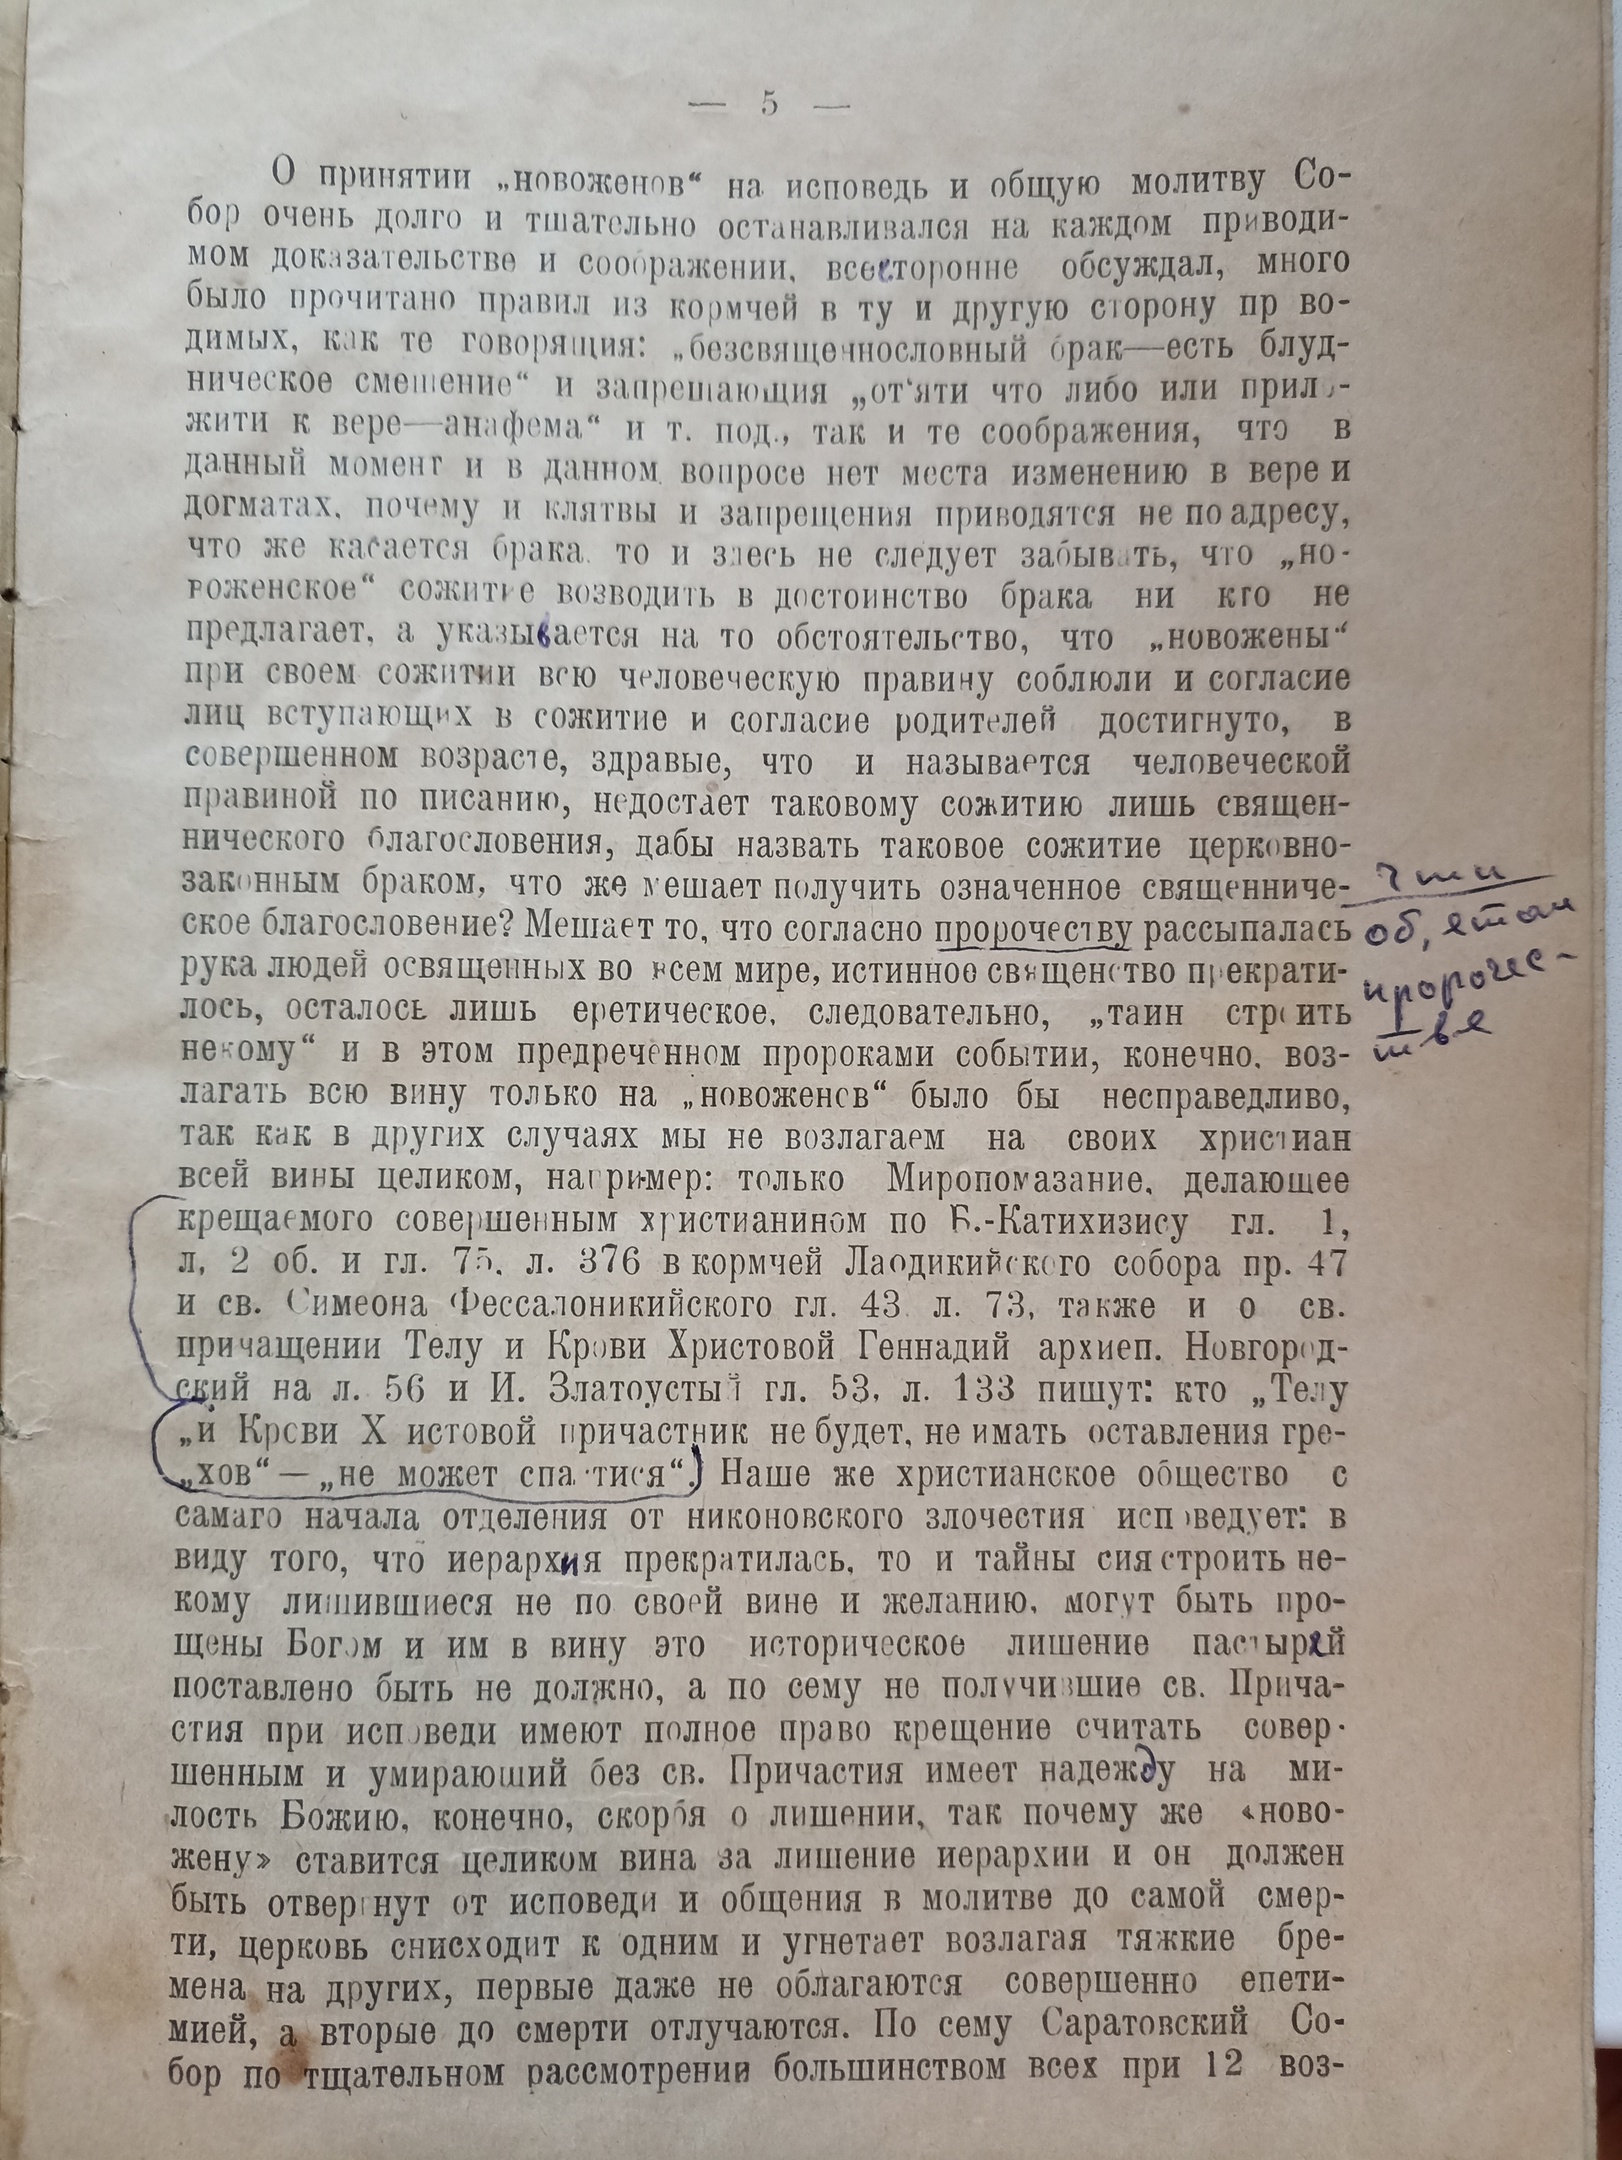 — 5 —
О принятии „новоженов“ на исповедь и общую молитву Со-
бор очень долго и тщательно останавливался на каждом приводи-
мом доказательстве и соображении, всесторонне обсуждал, много
было прочитано правил из кормчей в ту и другую сторону пр во-
димых, как те говорящия: „безсвященнословный брак—есть блуд-
ническое смешение“ и запрещающия „от‘яти что либо или прило-
жити к вере—анафема“ и т. под., так и те соображения, что в
данный момент и в данном вопросе нет места изменению в вере и
догматах, почему и клятвы и запрещения приводятся не по адресу,
что же касается брака, то и здесь не следует забывать, что „но-
воженское“ сожитие возводить в достоинство брака ни кто не
предлагает, а указывается на то обстоятельство, что „новожены“
при своем сожитии всю человеческую правину соблюли и согласие
лиц вступающих в сожитие и согласие родителей достигнуто, в
совершенном возрасте, здравые, что и называется человеческой
правиной по писанию, недостает таковому сожитию лишь священ-
нического благословения, дабы назвать таковое сожитие церковно-
законным браком, что же мешает получить означенное священниче-
ское благословение? Мешает то, что согласно пророчеству рассыпалась
рука людей освященных во всем мире, истинное священство прекрати-
лось, осталось лишь еретическое, следовательно, „таин строить
некому“ и в этом предреченном пророками событии, конечно, воз-
лагать всю вину только на „новоженов“ было бы несправедливо,
так как в других случаях мы не возлагаем на своих христиан
всей вины целиком, например: только Миропомазание, делающее
крещаемого совершенным христианином по Б.-Катихизису гл. 1,
л, 2 об. и гл. 75, л. 376 в кормчей Лаодикийского собора пр. 47
и св. Симеона Фессалоникийского гл. 43 л. 73, также и о св.
причащении Телу и Крови Христовой Геннадий архиеп. Новгород-
ский на л. 56 и И. Златоустый гл. 53, л. 133 пишут: кто „Телу
„и Крови Х истовой причастник не будет, не имать оставления гре-
„хов“ — „не может спа тися“.) Наше же христианское общество с
самаго начала отделения от никоновского злочестия исповедует: в
виду того, что иерархия прекратилась, то и тайны сия строить не-
кому лишившиеся не по своей вине и желанию, могут быть про-
щены Богом и им в вину это историческое лишение пастырей
поставлено быть не должно, а по сему не получившие св. Прича-
стия при исповеди имеют полное право крещение считать совер-
шенным и умирающий без св. Причастия имеет надежду на ми-
лость Божию, конечно, скорбя о лишении, так почему же «ново-
жену» ставится целиком вина за лишение иерархии и он должен
быть отвергнут от исповеди и общения в молитве до самой смер-
ти, церковь снисходит к одним и угнетает возлагая тяжкие бре-
мена на других, первые даже не облагаются совершенно епети-
мией, а вторые до смерти отлучаются. По сему Саратовский Со-
бор по тщательном рассмотрении большинством всех при 12 воз-
чти
об, етом
пророчес-
тве